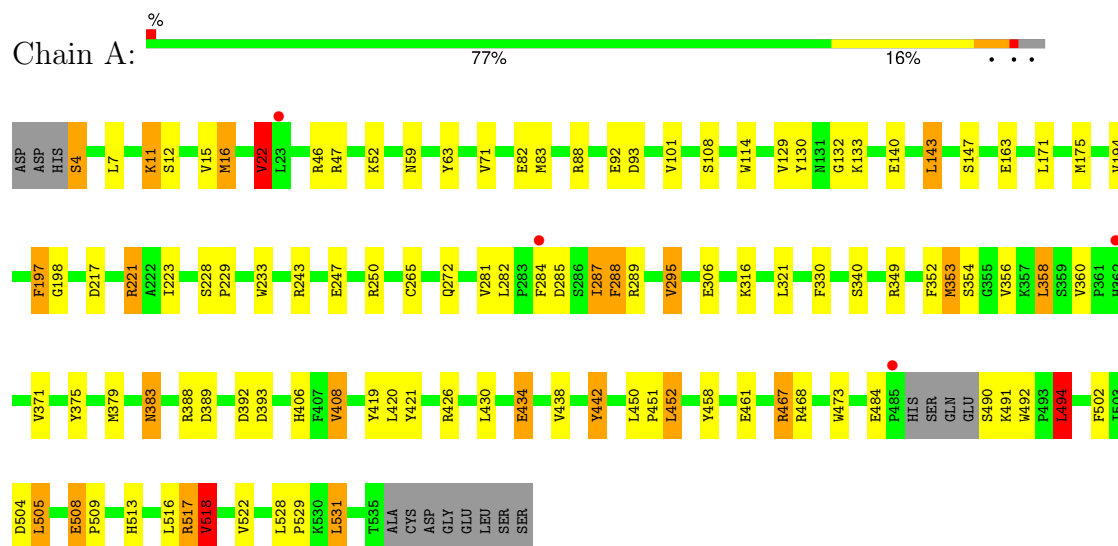 %
Chain A:
77% 16% • • •
ASP ASP HIS S4 L7 K11 S12 V15 M16 V22 L23 R46 R47 K52 N59 Y63 V71 E82 M83 R88 E92 D93 V101 S108 W114 V129 Y130 N131 G132 K133 E140 L143 S147 E163 L171 M175 V194
F197 G198 D217 R221 A222 I223 S228 P229 W233 R243 E247 R250 C265 Q272 V281 L282 P283 F284 D285 S286 I287 F288 R289 V295 E306 K316 L321 F330 S340 R349 F352 M353 S354 G355 V356 K357 L358 S359 V360 P361 H362
V371 Y375 M379 N383 R388 D389 D392 D393 H406 F407 V408 Y419 L420 Y421 R426 L430 E434 V438 Y442 L450 P451 L452 Y458 E461 R467 R468 W473 E484 P485 HIS SER GLN GLU S490 K491 W492 P493 L494 F502 I503
D504 L505 E508 P509 H513 L516 R517 V518 V522 L528 P529 K530 L531 T535 ALA CYS ASP GLY GLU LEU SER SER